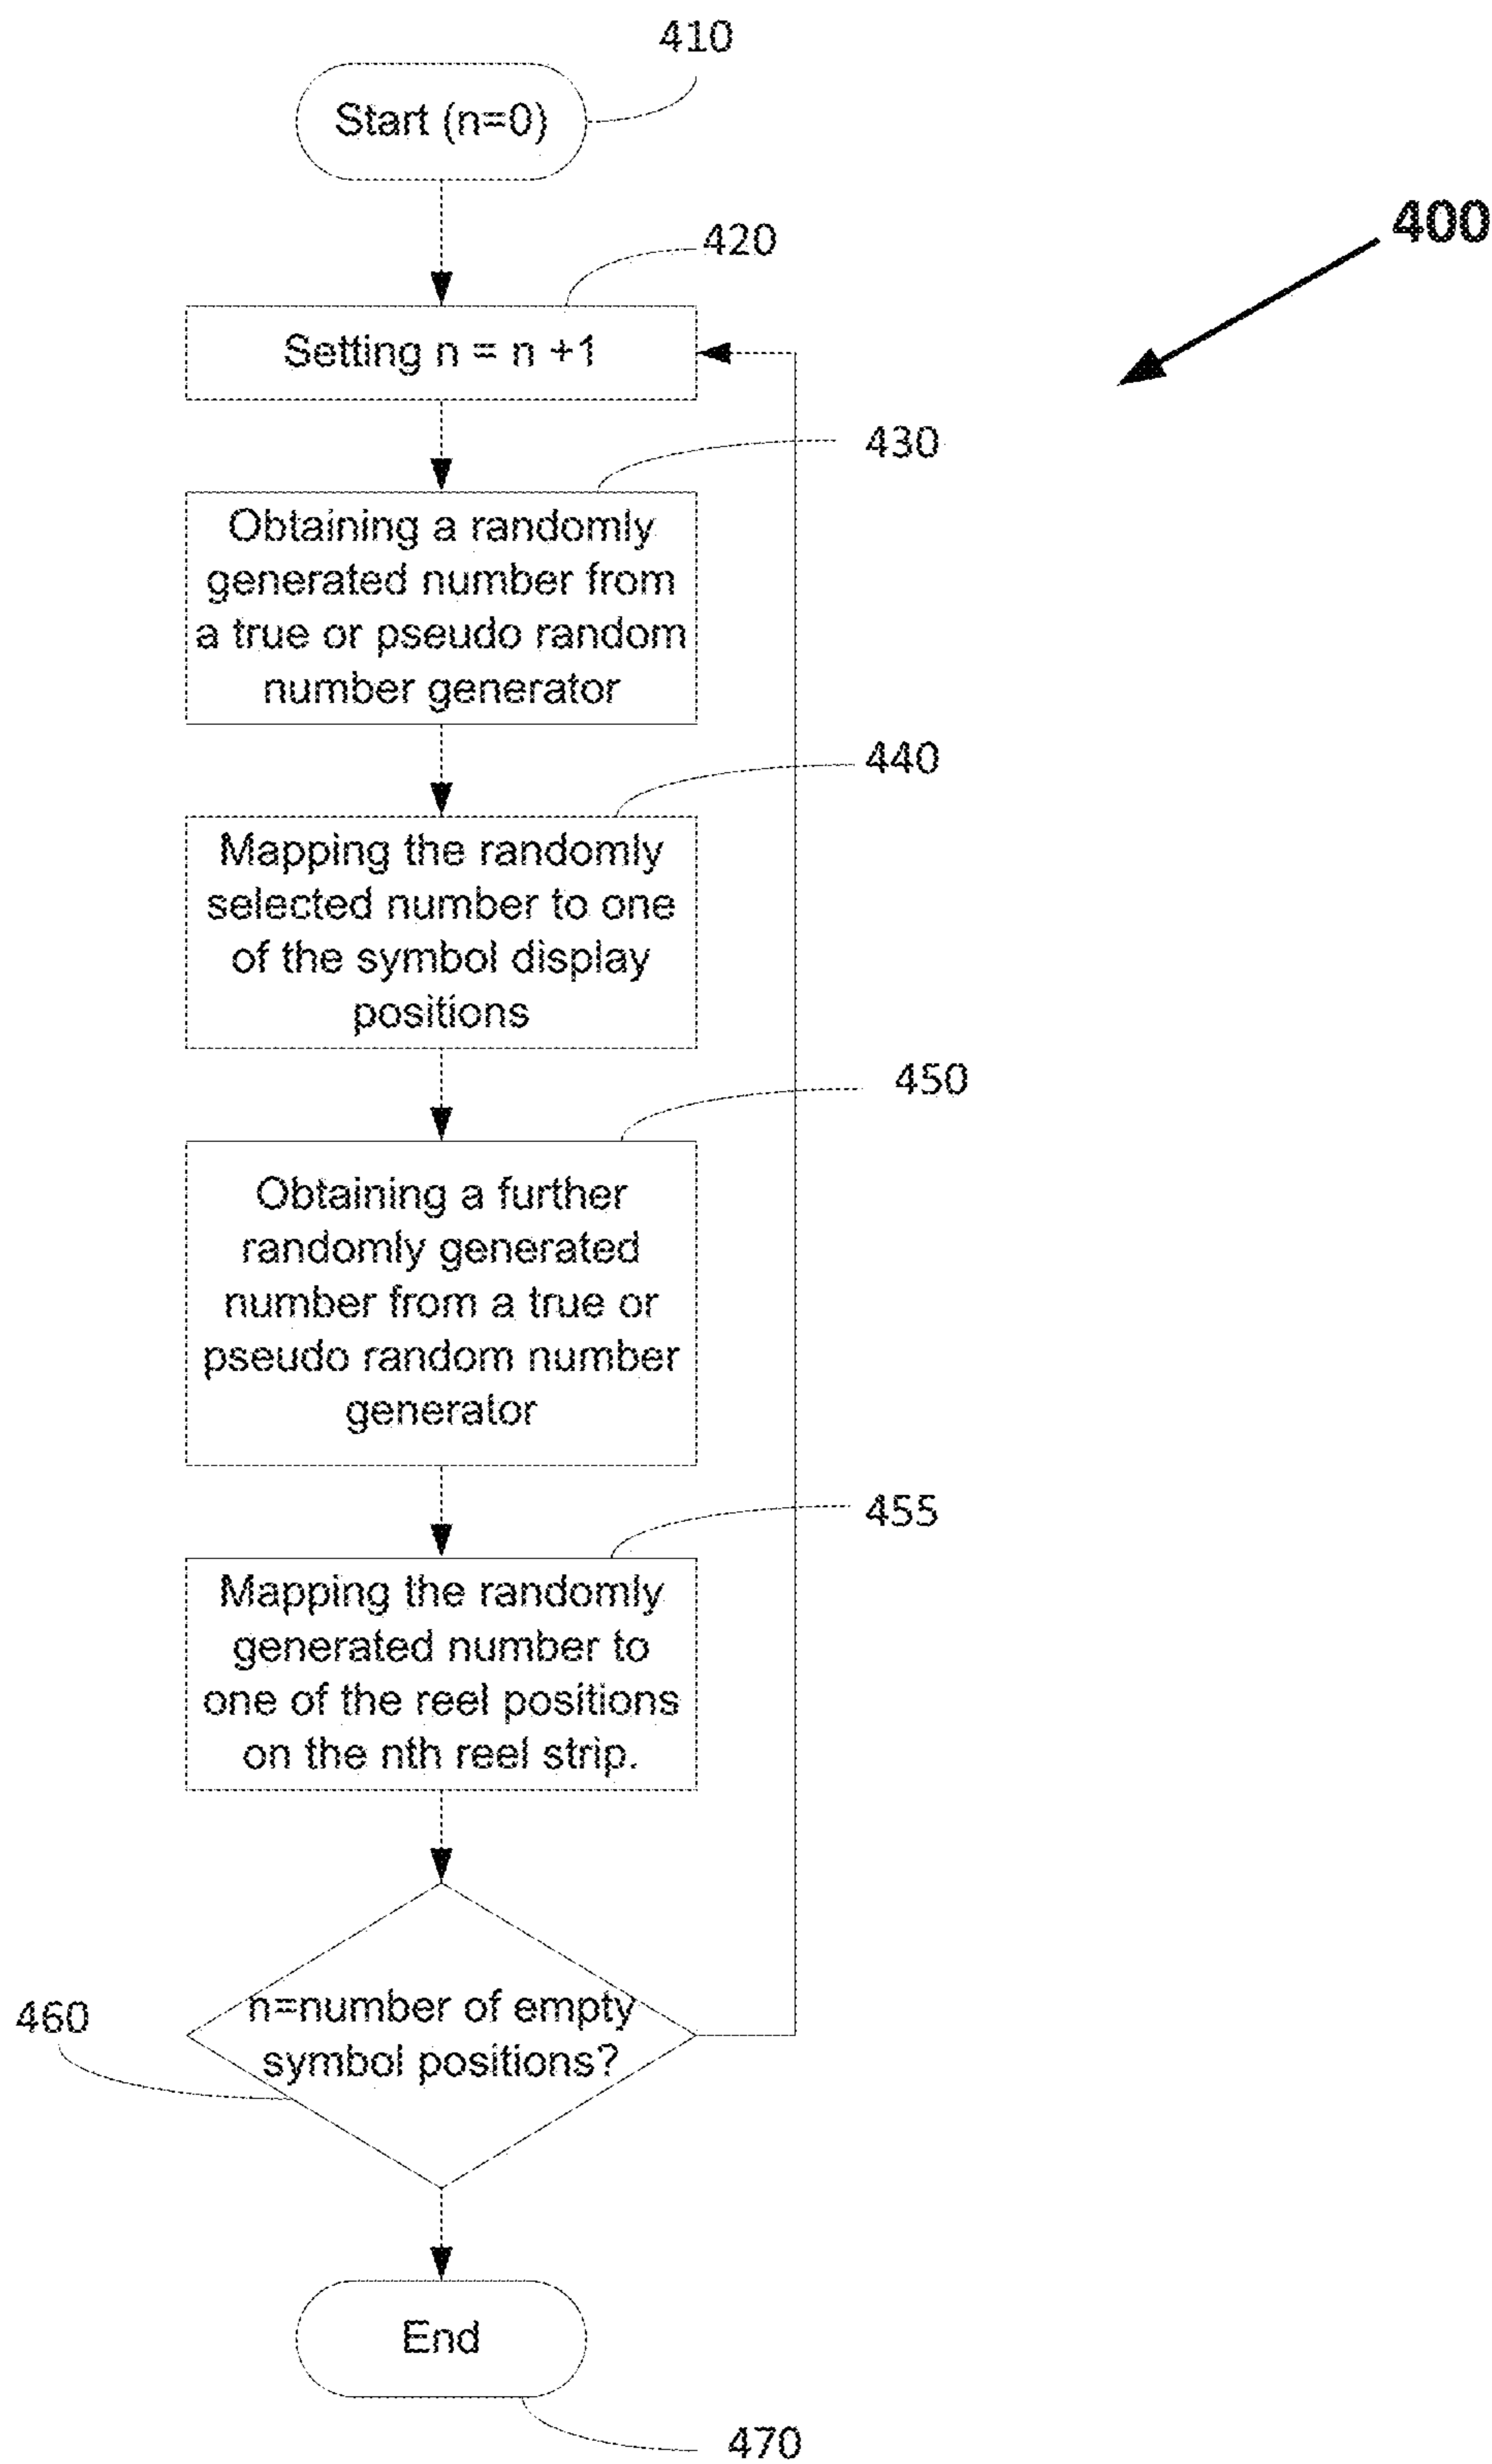 410
Start (n=0)
400
420
Setting n = n +1
430
Obtaining a randomly
generated number from
a true or pseudo random
number generator
440
Mapping the randomly
selected number to one
of the symbol display
positions
450
Obtaining a further
randomly generated
number from a true or
pseudo random number
generator
455
Mapping the randomly
generated number to
one of the reel positions
on the nth reel strip.
460
n=number of empty
symbol positions?
End
470